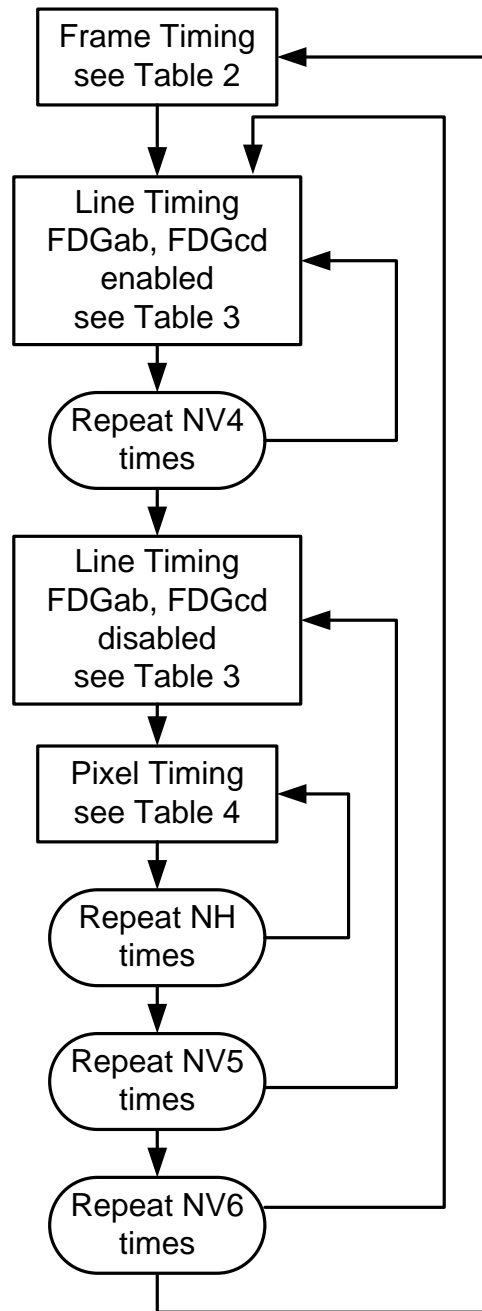 Frame Timing
see Table 2
Line Timing
FDGab, FDGcd
enabled
see Table 3
Repeat NV4
times
Line Timing
FDGab, FDGcd
disabled
see Table 3
Pixel Timing
see Table 4
Repeat NH
times
Repeat NV5
times
Repeat NV6
times